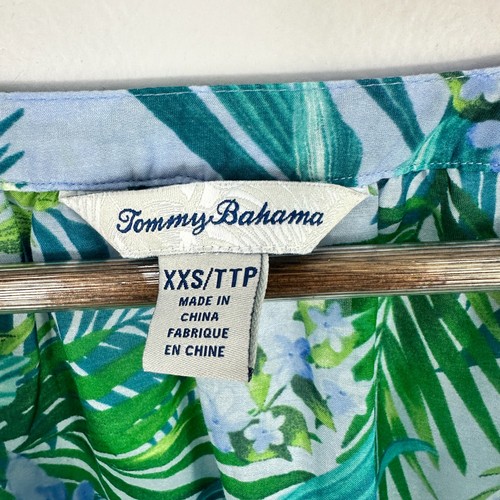 Tommy Bahama
XXS/TTP
MADE IN
CHINA
FABRIQUE
EN CHINE